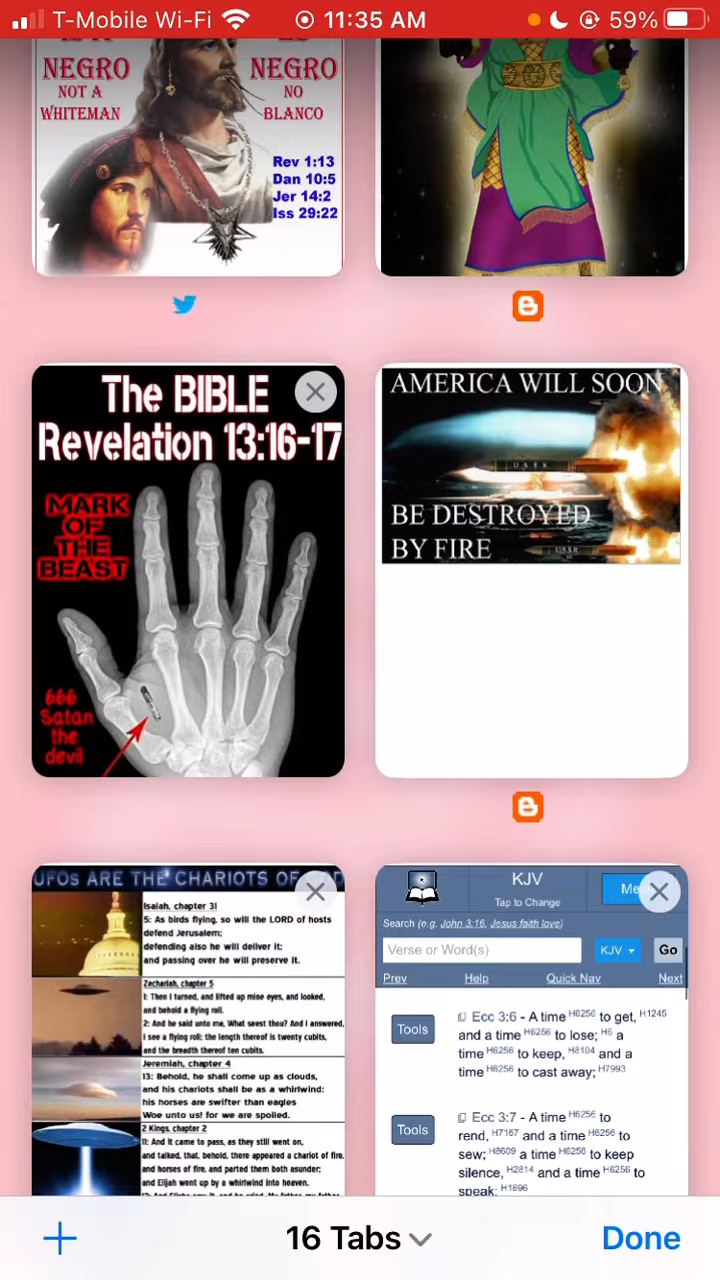 T-Mobile Wi-Fi 11:35 AM 59%
NEGRO
NOT A
WHITEMAN
NEGRO
NO
BLANCO
Rev 1:13
Dan 10:5
Jer 14:2
Iss 29:22
The BIBLE
Revelation 13:16-17
MARK
OF
THE
BEAST
666
Satan
the
devil
AMERICA WILL SOON
U S S R
BE DESTROYED
BY FIRE
U S S R
UFOs ARE THE CHARIOTS OF GOD
Isaiah, chapter 31
5: As birds flying, so will the LORD of hosts
defend Jerusalem;
defending also he will deliver it;
and passing over he will preserve it.
Zechariah, chapter 5
1: Then I turned, and lifted up mine eyes, and looked,
and behold a flying roll.
2: And he said unto me, What seest thou? And I answered,
I see a flying roll; the length thereof is twenty cubits,
and the breadth thereof ten cubits.
Jeremiah, chapter 4
13: Behold, he shall come up as clouds,
and his chariots shall be as a whirlwind:
his horses are swifter than eagles
Woe unto us! for we are spoiled.
2 Kings, chapter 2
11: And it came to pass, as they still went on,
and talked, that, behold, there appeared a chariot of fire,
and horses of fire, and parted them both asunder;
and Elijah went up by a whirlwind into heaven.
KJV
Tap to Change
Me
Search (e.g. John 3:16, Jesus faith love)
Verse or Word(s)
KJV
Go
Prev Help Quick Nav Next
Tools
Ecc 3:6 - A time H6256 to get, H1245
and a time H6256 to lose; H6 a
time H6256 to keep, H8104 and a
time H6256 to cast away; H7993
Tools
Ecc 3:7 - A time H6256 to
rend, H7167 and a time H6256 to
sew; H8609 a time H6256 to keep
silence, H2814 and a time H6256 to
speak; H1696
16 Tabs
Done